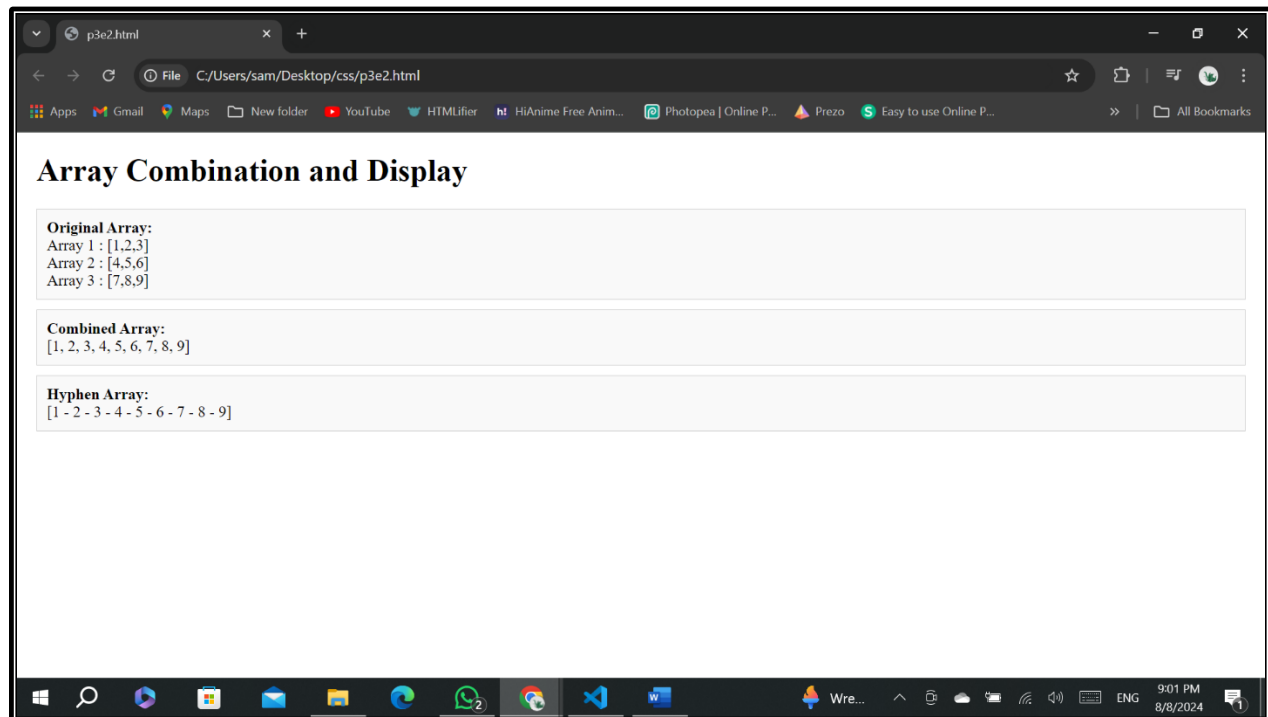 p3e2.html
File C:/Users/sam/Desktop/css/p3e2.html
Apps Gmail Maps New folder YouTube HTMLifier h! HiAnime Free Anim... Photopea | Online P... Prezo S Easy to use Online P... » All Bookmarks
Array Combination and Display
Original Array:
Array 1 : [1,2,3]
Array 2 : [4,5,6]
Array 3 : [7,8,9]
Combined Array:
[1, 2, 3, 4, 5, 6, 7, 8, 9]
Hyphen Array:
[1 - 2 - 3 - 4 - 5 - 6 - 7 - 8 - 9]
2 W Wre... ENG 9:01 PM 1
8/8/2024